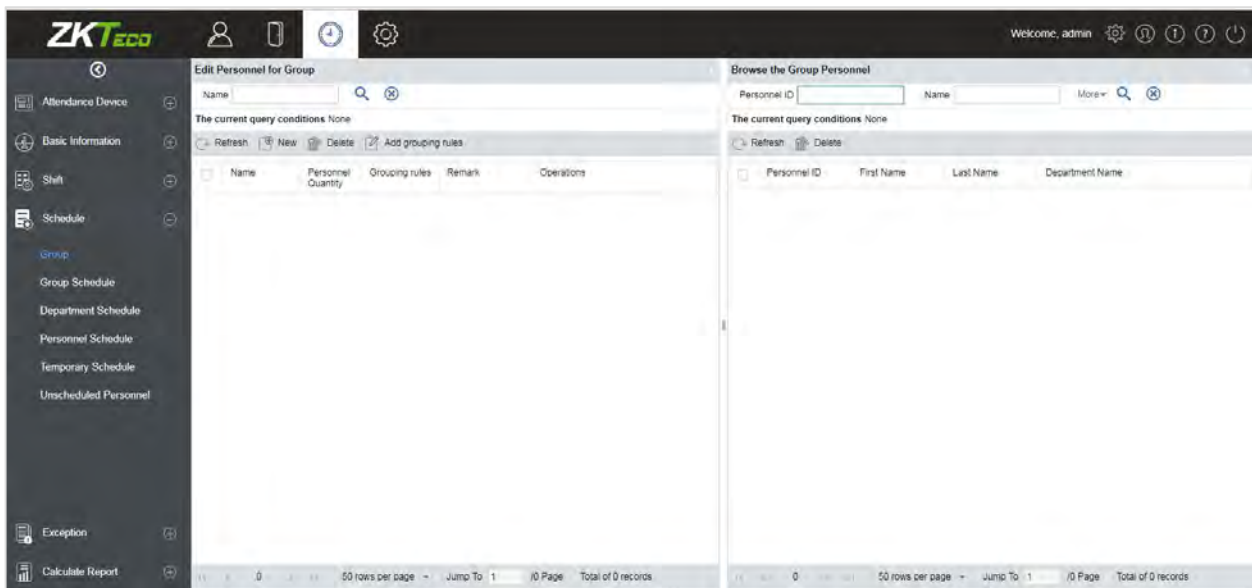 ZKTECO
Welcome, admin
Attendance Device
Basic Information
Shift
Schedule
Group
Group Schedule
Department Schedule
Personnel Schedule
Temporary Schedule
Unscheduled Personnel
Exception
Calculate Report
Edit Personnel for Group
Name
The current query conditions None
Refresh New Delete Add grouping rules
Name Personnel Quantity Grouping rules Remark Operations
0 50 rows per page Jump To 1 /0 Page Total of 0 records
Browse the Group Personnel
Personnel ID Name More
The current query conditions None
Refresh Delete
Personnel ID First Name Last Name Department Name
0 50 rows per page Jump To 1 /0 Page Total of 0 records